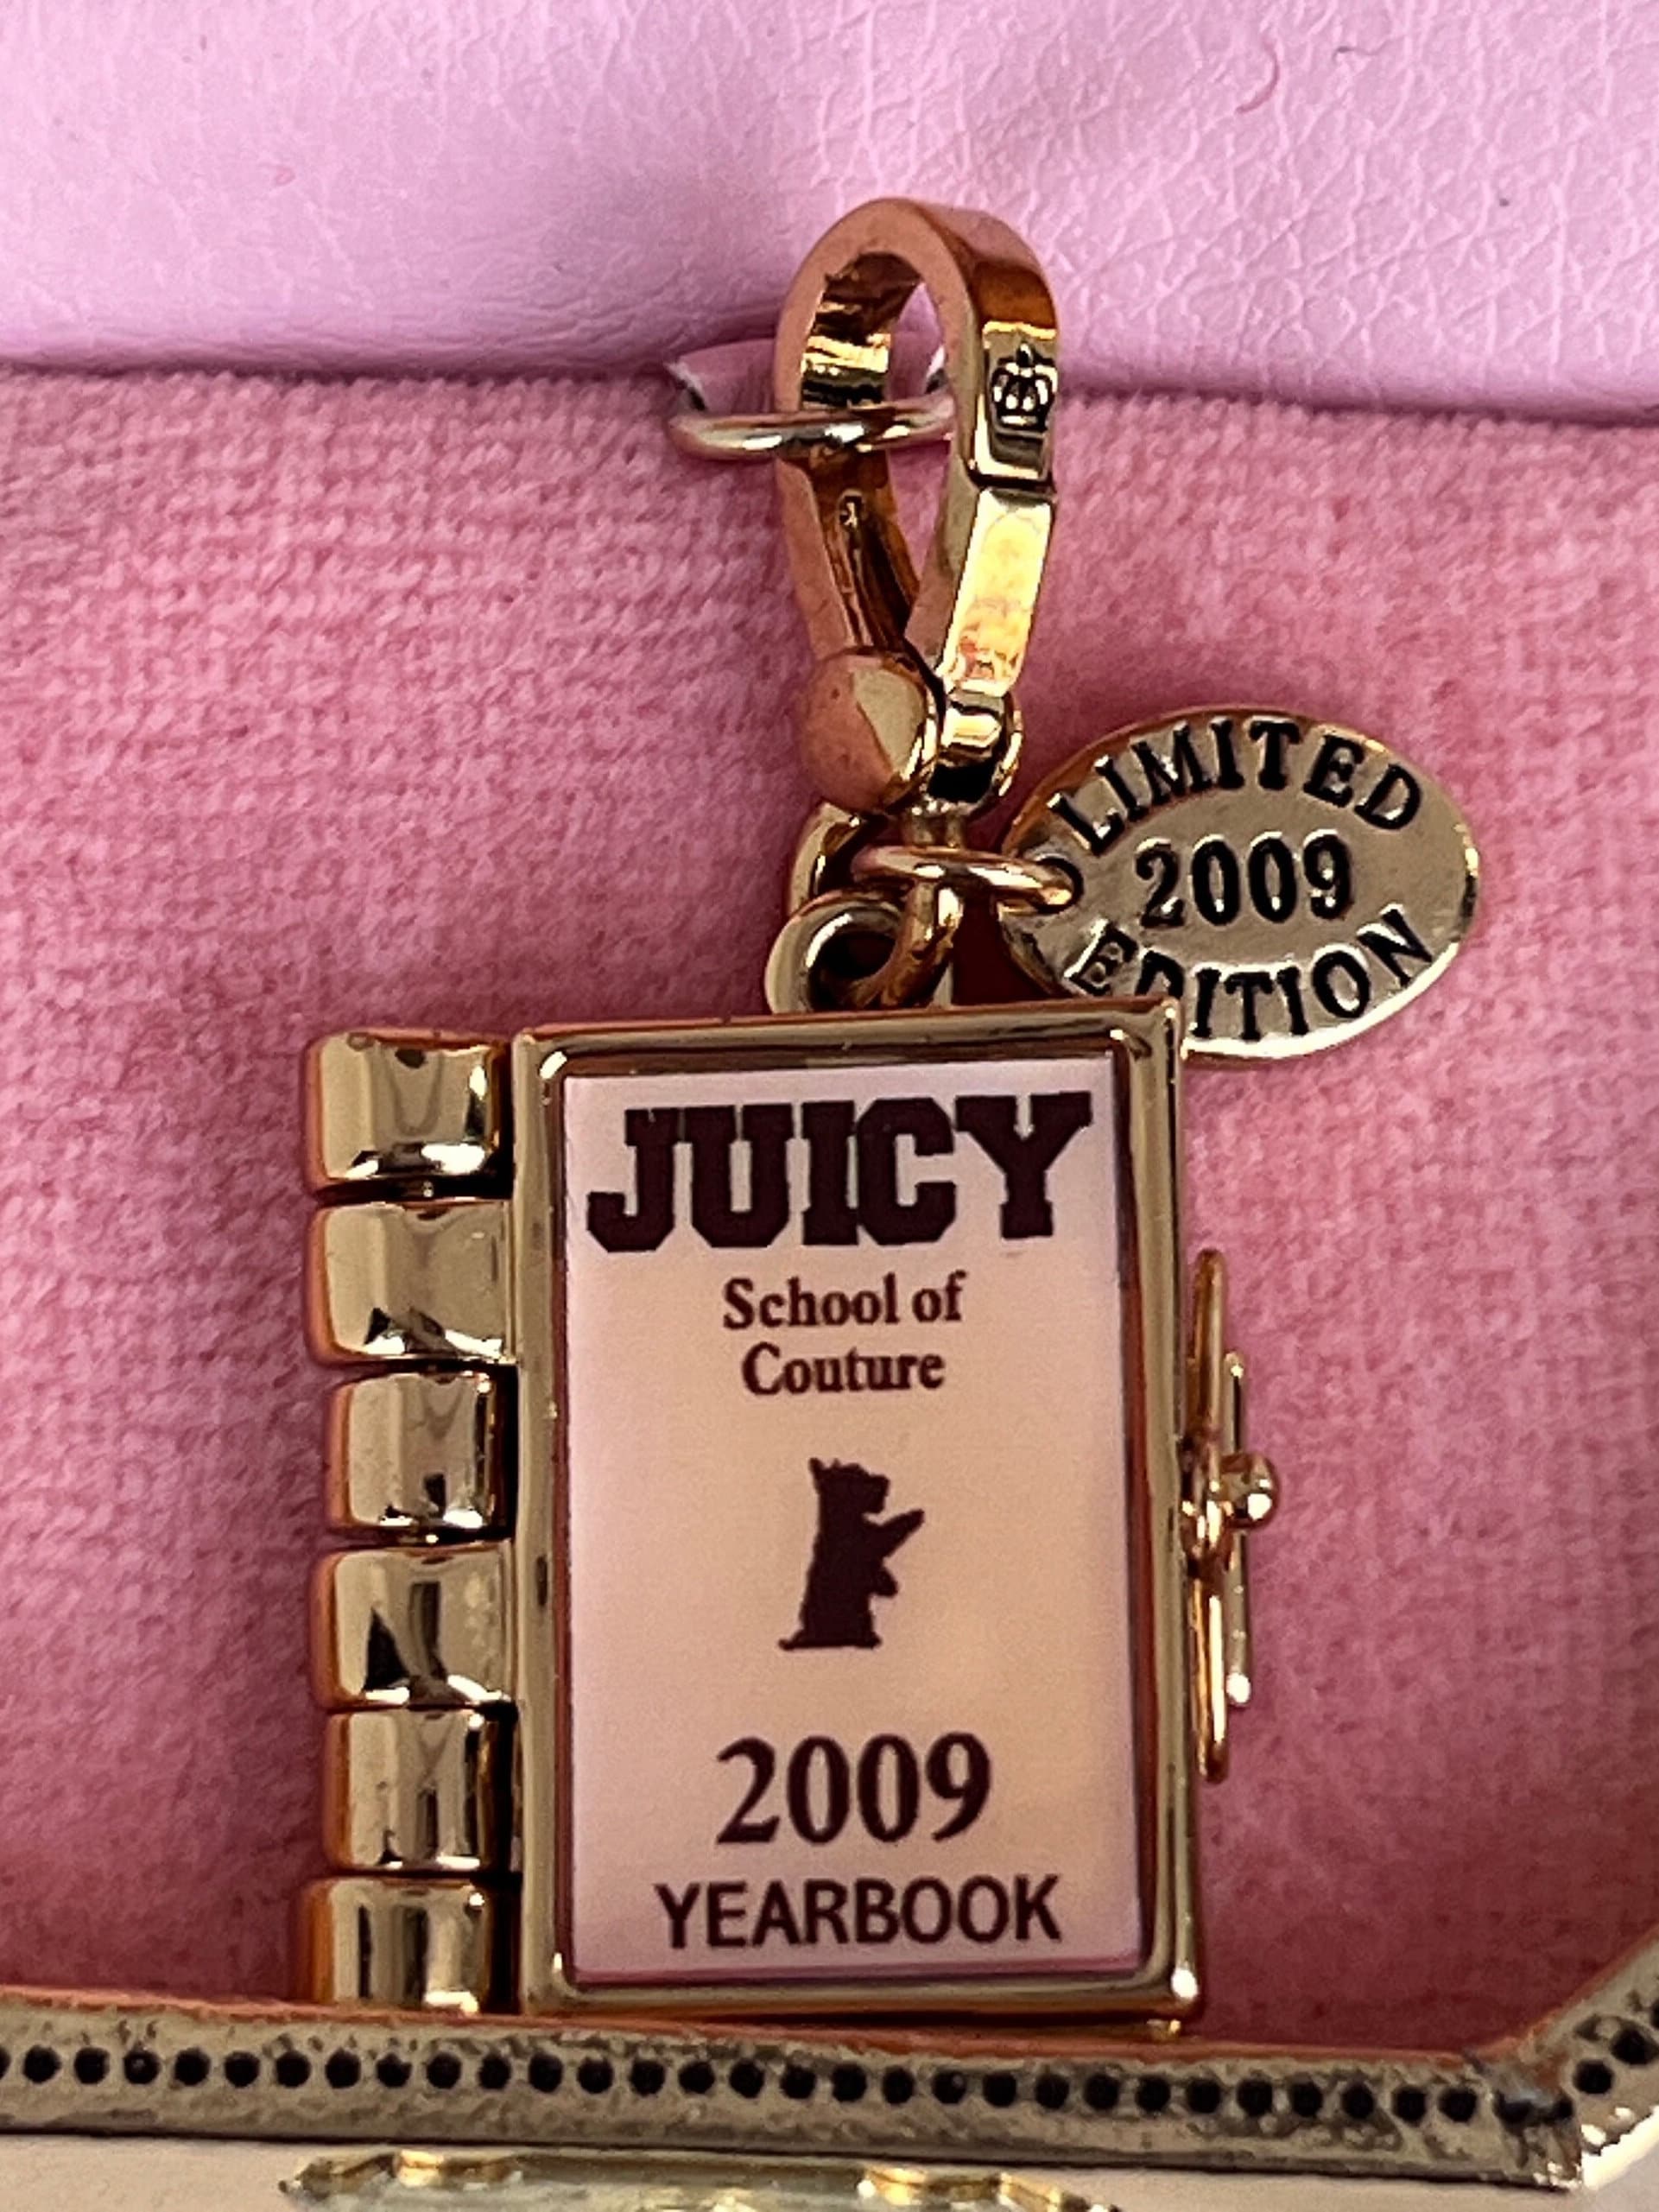 LIMITED
2009
EDITION
JUICY
School of
Couture
2009
YEARBOOK